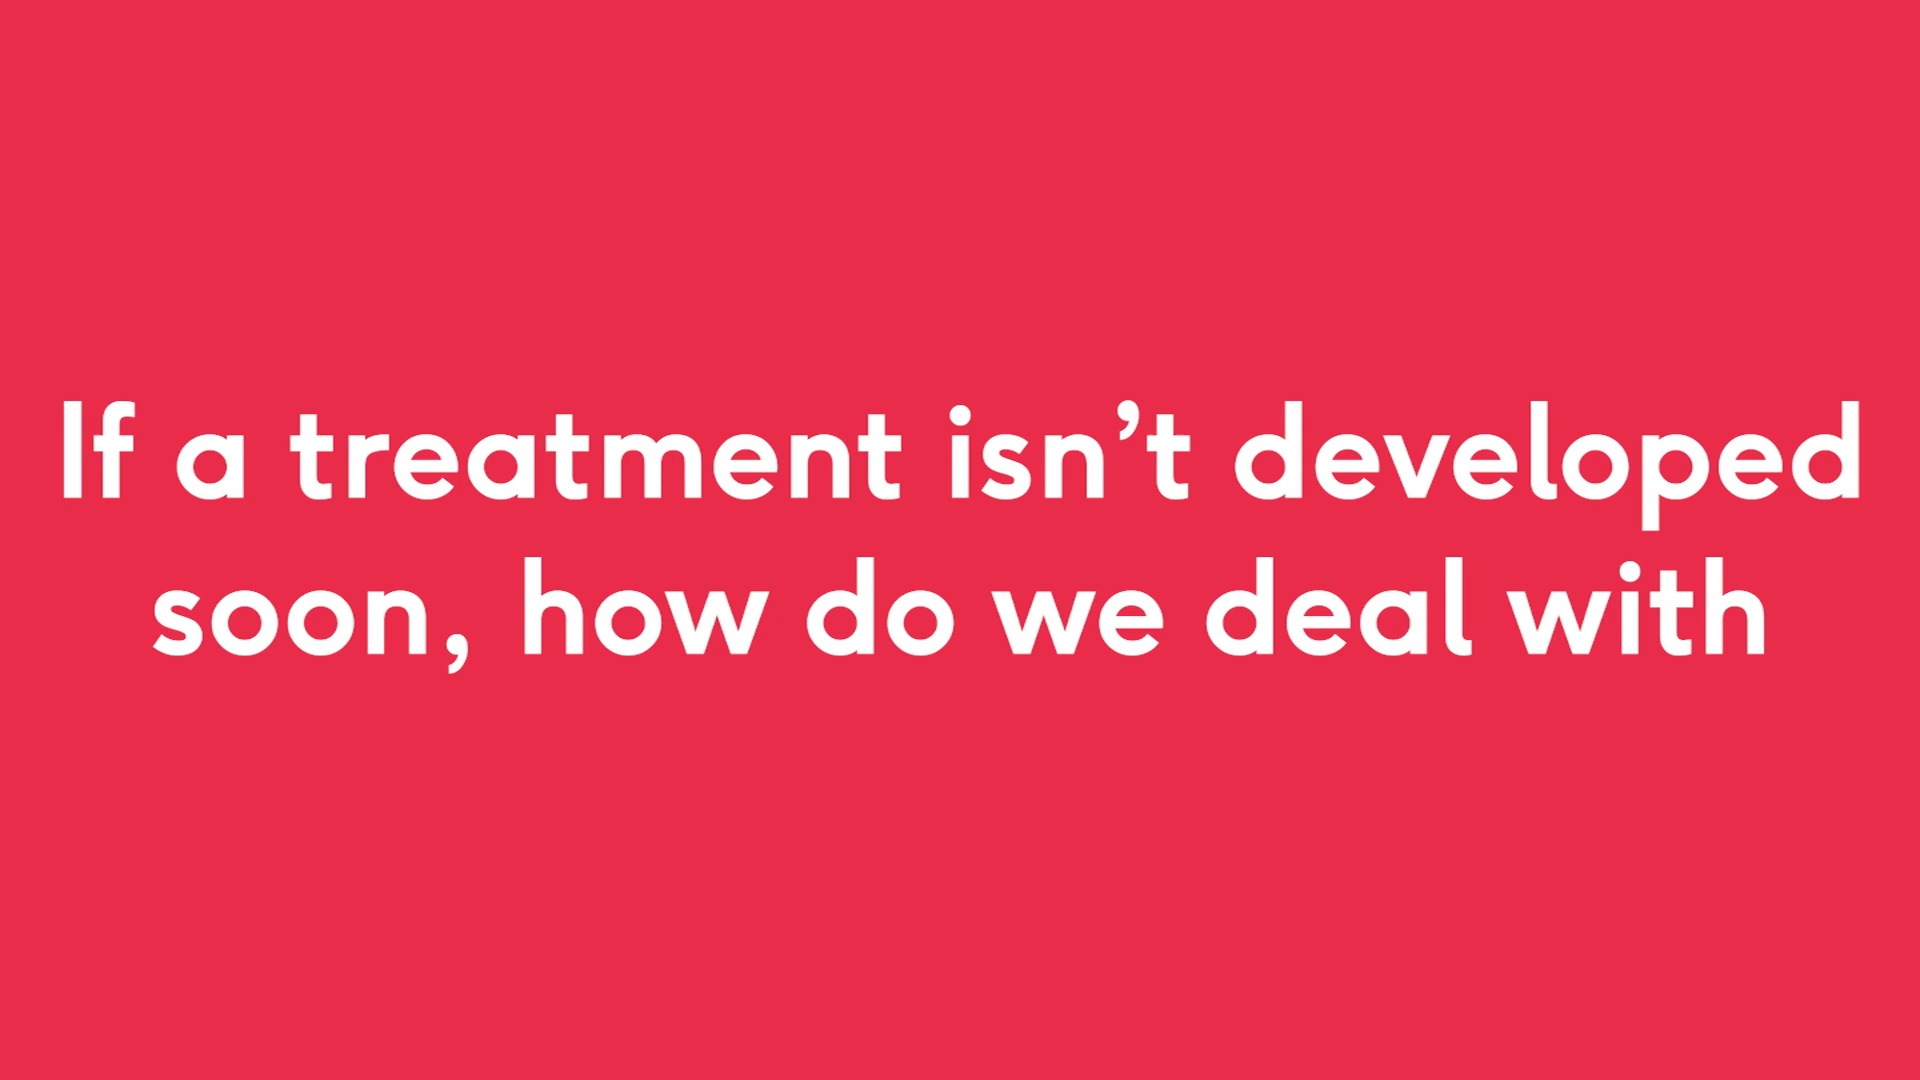 If a treatment isn’t developed
soon, how do we deal with